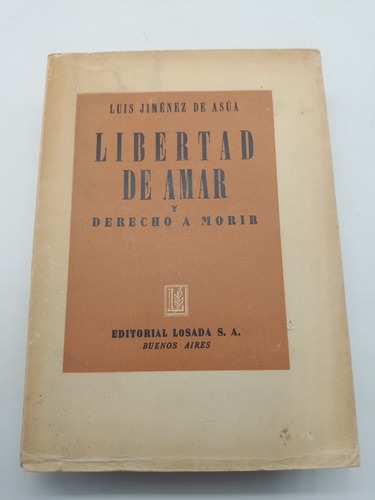 LUIS JIMÉNEZ DE ASÚA
LIBERTAD
DE AMAR
Y
DERECHO A MORIR
L
EDITORIAL LOSADA S. A.
BUENOS AIRES